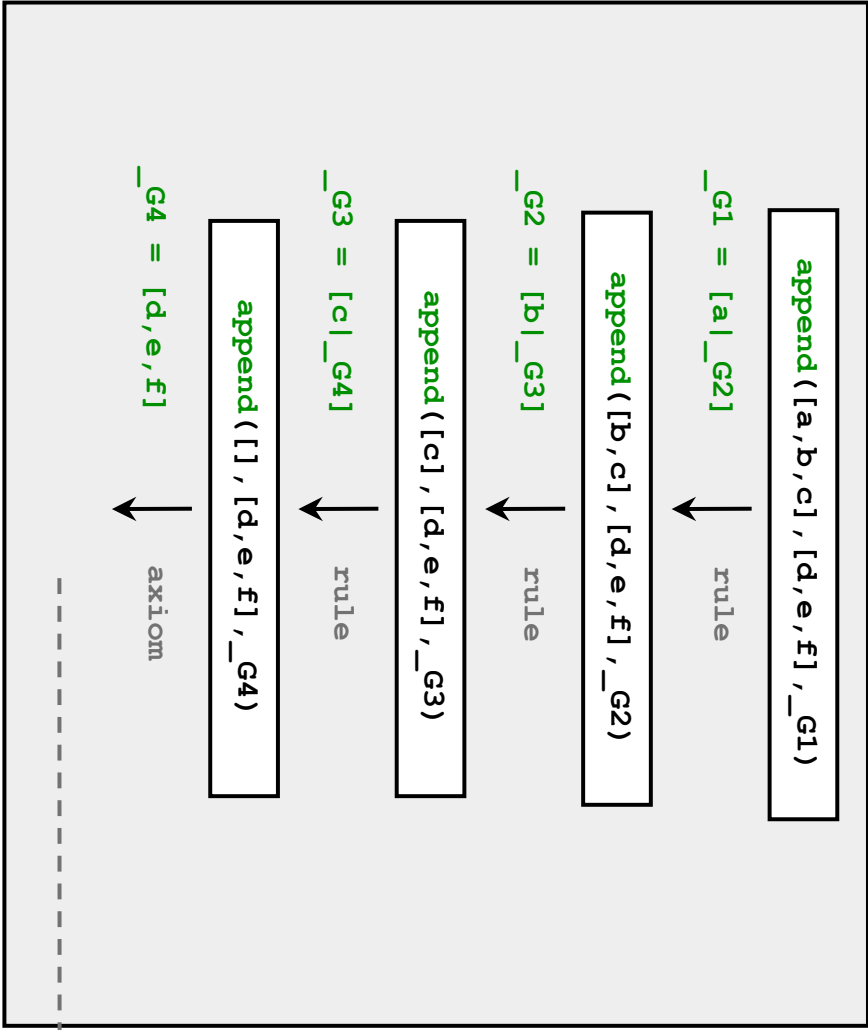 append([a,b,c],[d,e,f],_G1)
_G1 = [a|_G2]
rule
append([b,c],[d,e,f],_G2)
_G2 = [b|_G3]
rule
append([c],[d,e,f],_G3)
_G3 = [c|_G4]
rule
append([],[d,e,f],_G4)
_G4 = [d,e,f]
axiom